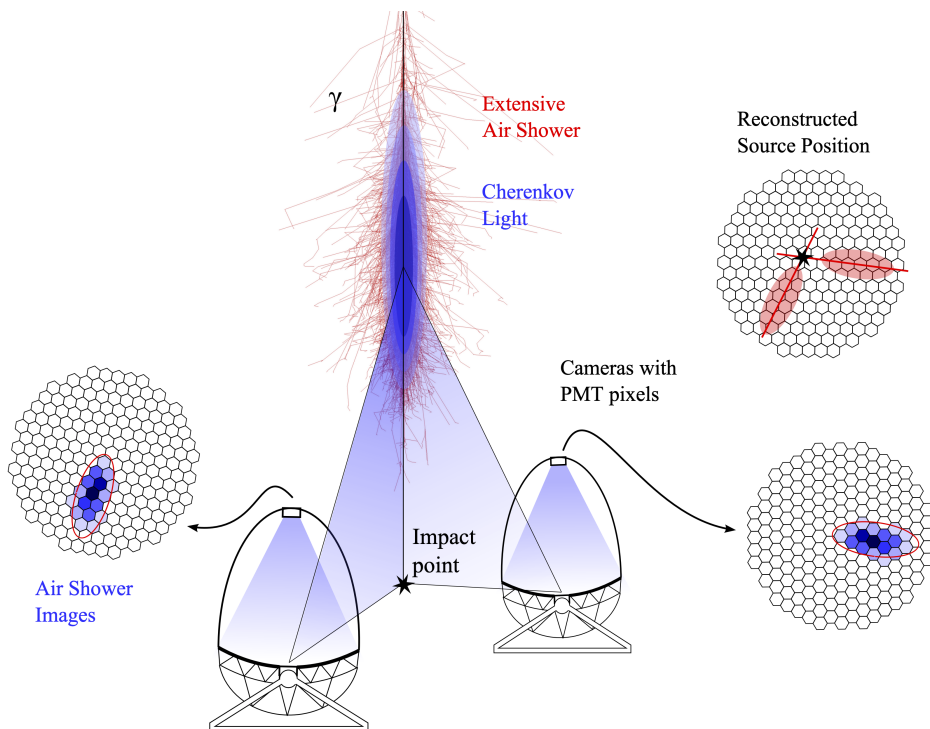 γ
Extensive
Air Shower
Reconstructed
Source Position
Cherenkov
Light
Cameras with
PMT pixels
Impact
point
Air Shower
Images